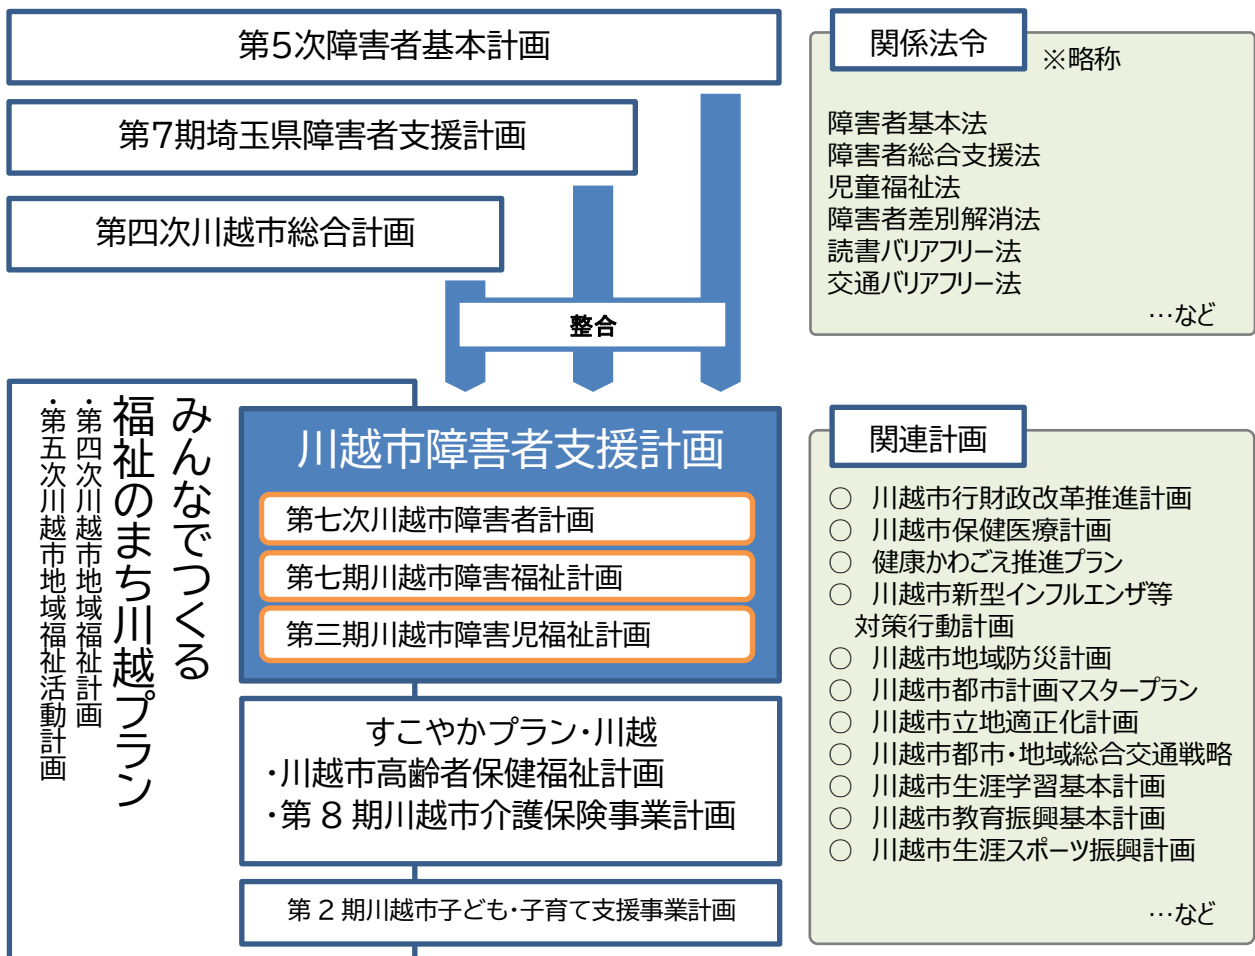 第5次障害者基本計画
第7期埼玉県障害者支援計画
第四次川越市総合計画
整合
関係法令
※略称
障害者基本法
障害者総合支援法
児童福祉法
障害者差別解消法
読書バリアフリー法
交通バリアフリー法
…など
みんなでつくる
福祉のまち川越プラン
・第四次川越市地域福祉計画
・第五次川越市地域福祉活動計画
川越市障害者支援計画
第七次川越市障害者計画
第七期川越市障害福祉計画
第三期川越市障害児福祉計画
すこやかプラン・川越
・川越市高齢者保健福祉計画
・第８期川越市介護保険事業計画
第２期川越市子ども・子育て支援事業計画
関連計画
○ 川越市行財政改革推進計画
○ 川越市保健医療計画
○ 健康かわごえ推進プラン
○ 川越市新型インフルエンザ等
対策行動計画
○ 川越市地域防災計画
○ 川越市都市計画マスタープラン
○ 川越市立地適正化計画
○ 川越市都市・地域総合交通戦略
○ 川越市生涯学習基本計画
○ 川越市教育振興基本計画
○ 川越市生涯スポーツ振興計画
…など